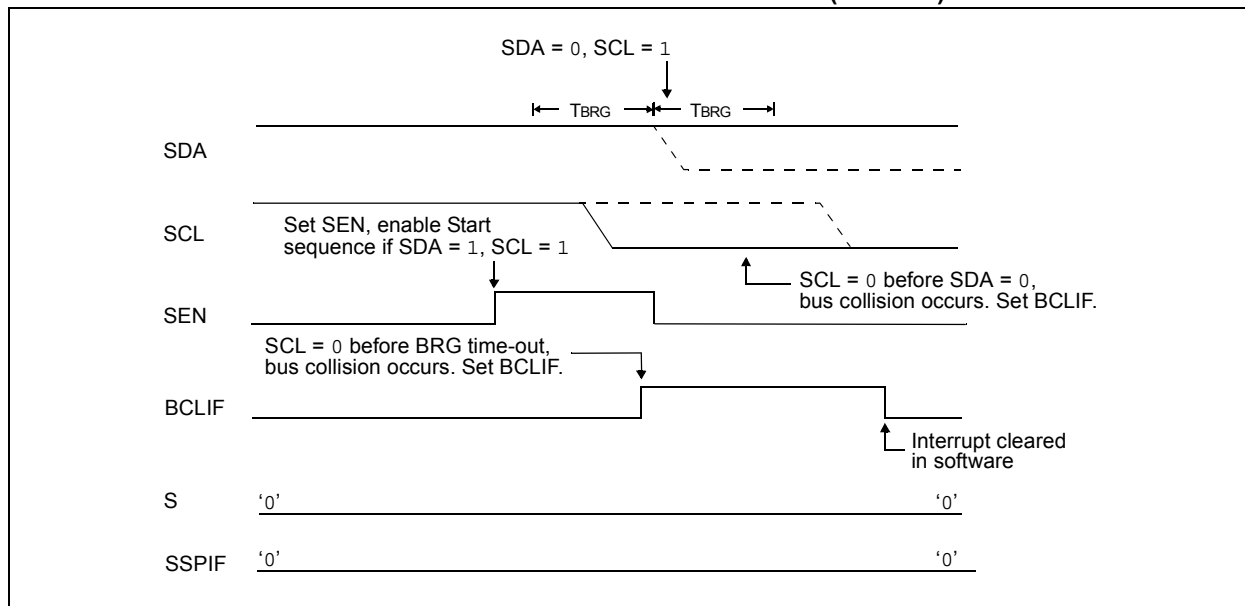 SDA = 0, SCL = 1
TBRG TBRG
SDA
SCL
Set SEN, enable Start
sequence if SDA = 1, SCL = 1
SCL = 0 before SDA = 0,
bus collision occurs. Set BCLIF.
SEN
SCL = 0 before BRG time-out,
bus collision occurs. Set BCLIF.
BCLIF
Interrupt cleared
in software
S ‘0’ ‘0’
SSPIF ‘0’ ‘0’